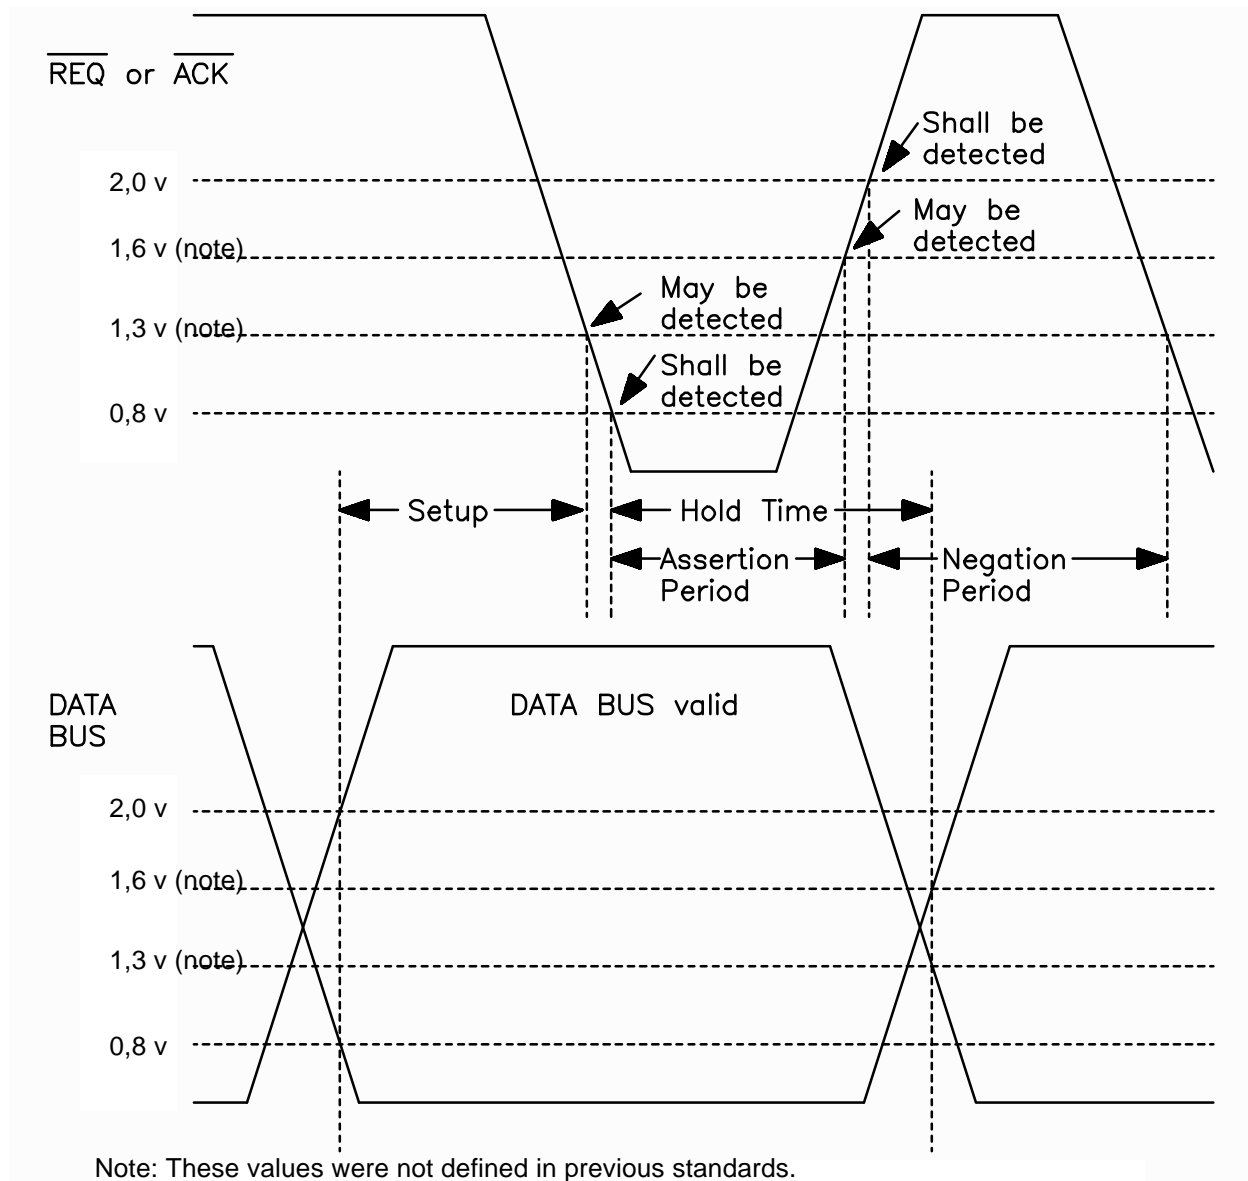 REQ or ACK
Shall be
detected
2,0 v
May be
detected
1,6 v (note)
May be
detected
1,3 v (note)
Shall be
detected
0,8 v
Setup
Hold Time
Assertion
Period
Negation
Period
DATA
BUS
DATA BUS valid
2,0 v
1,6 v (note)
1,3 v (note)
0,8 v
Note: These values were not defined in previous standards.